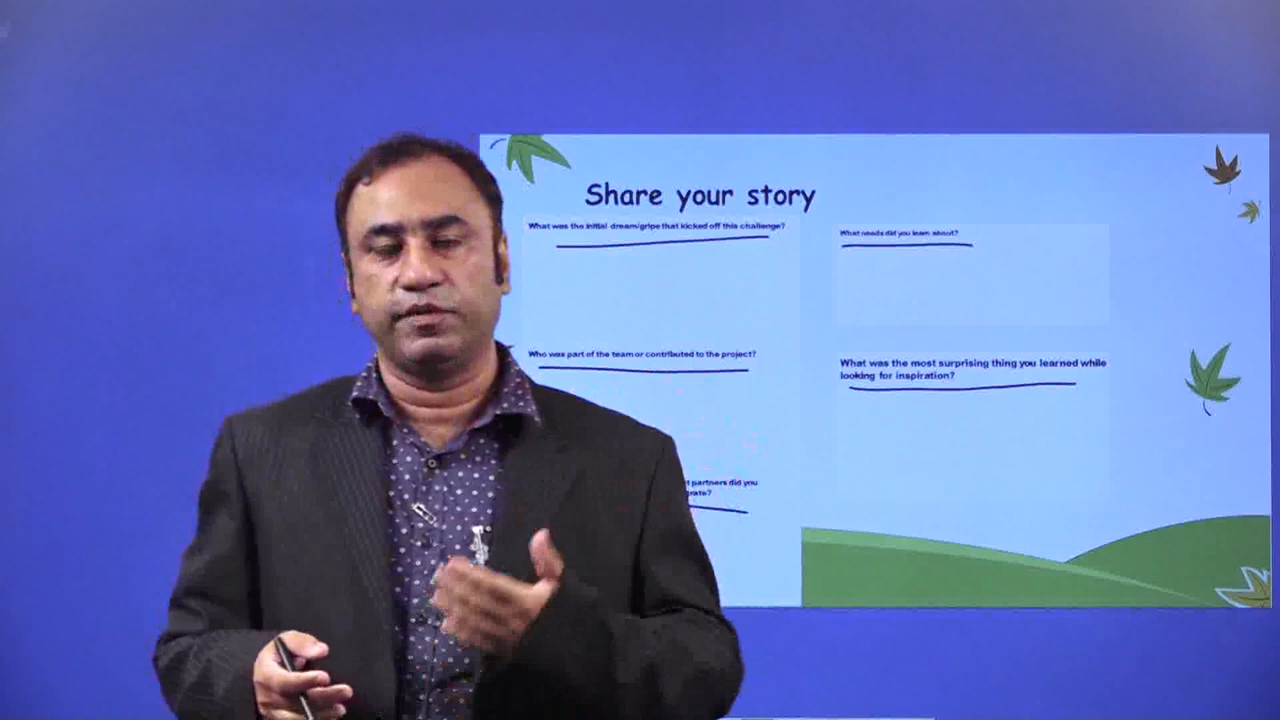 Share your story
What was the initial dream/gripe that kicked off this challenge?
What needs did you learn about?
Who was part of the team or contributed to the project?
What was the most surprising thing you learned while
looking for inspiration?
partners did you